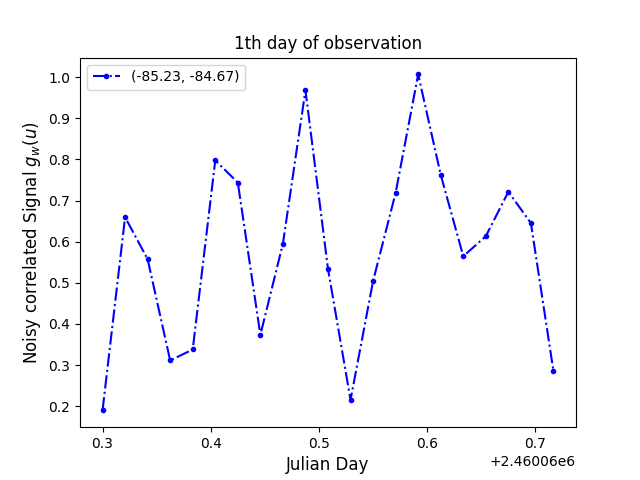 1th day of observation
(-85.23, -84.67)
Noisy correlated Signal $g_w(u)$
1.0
0.9
0.8
0.7
0.6
0.5
0.4
0.3
0.2
0.3 0.4 0.5 0.6 0.7
Julian Day
+2.46006e6